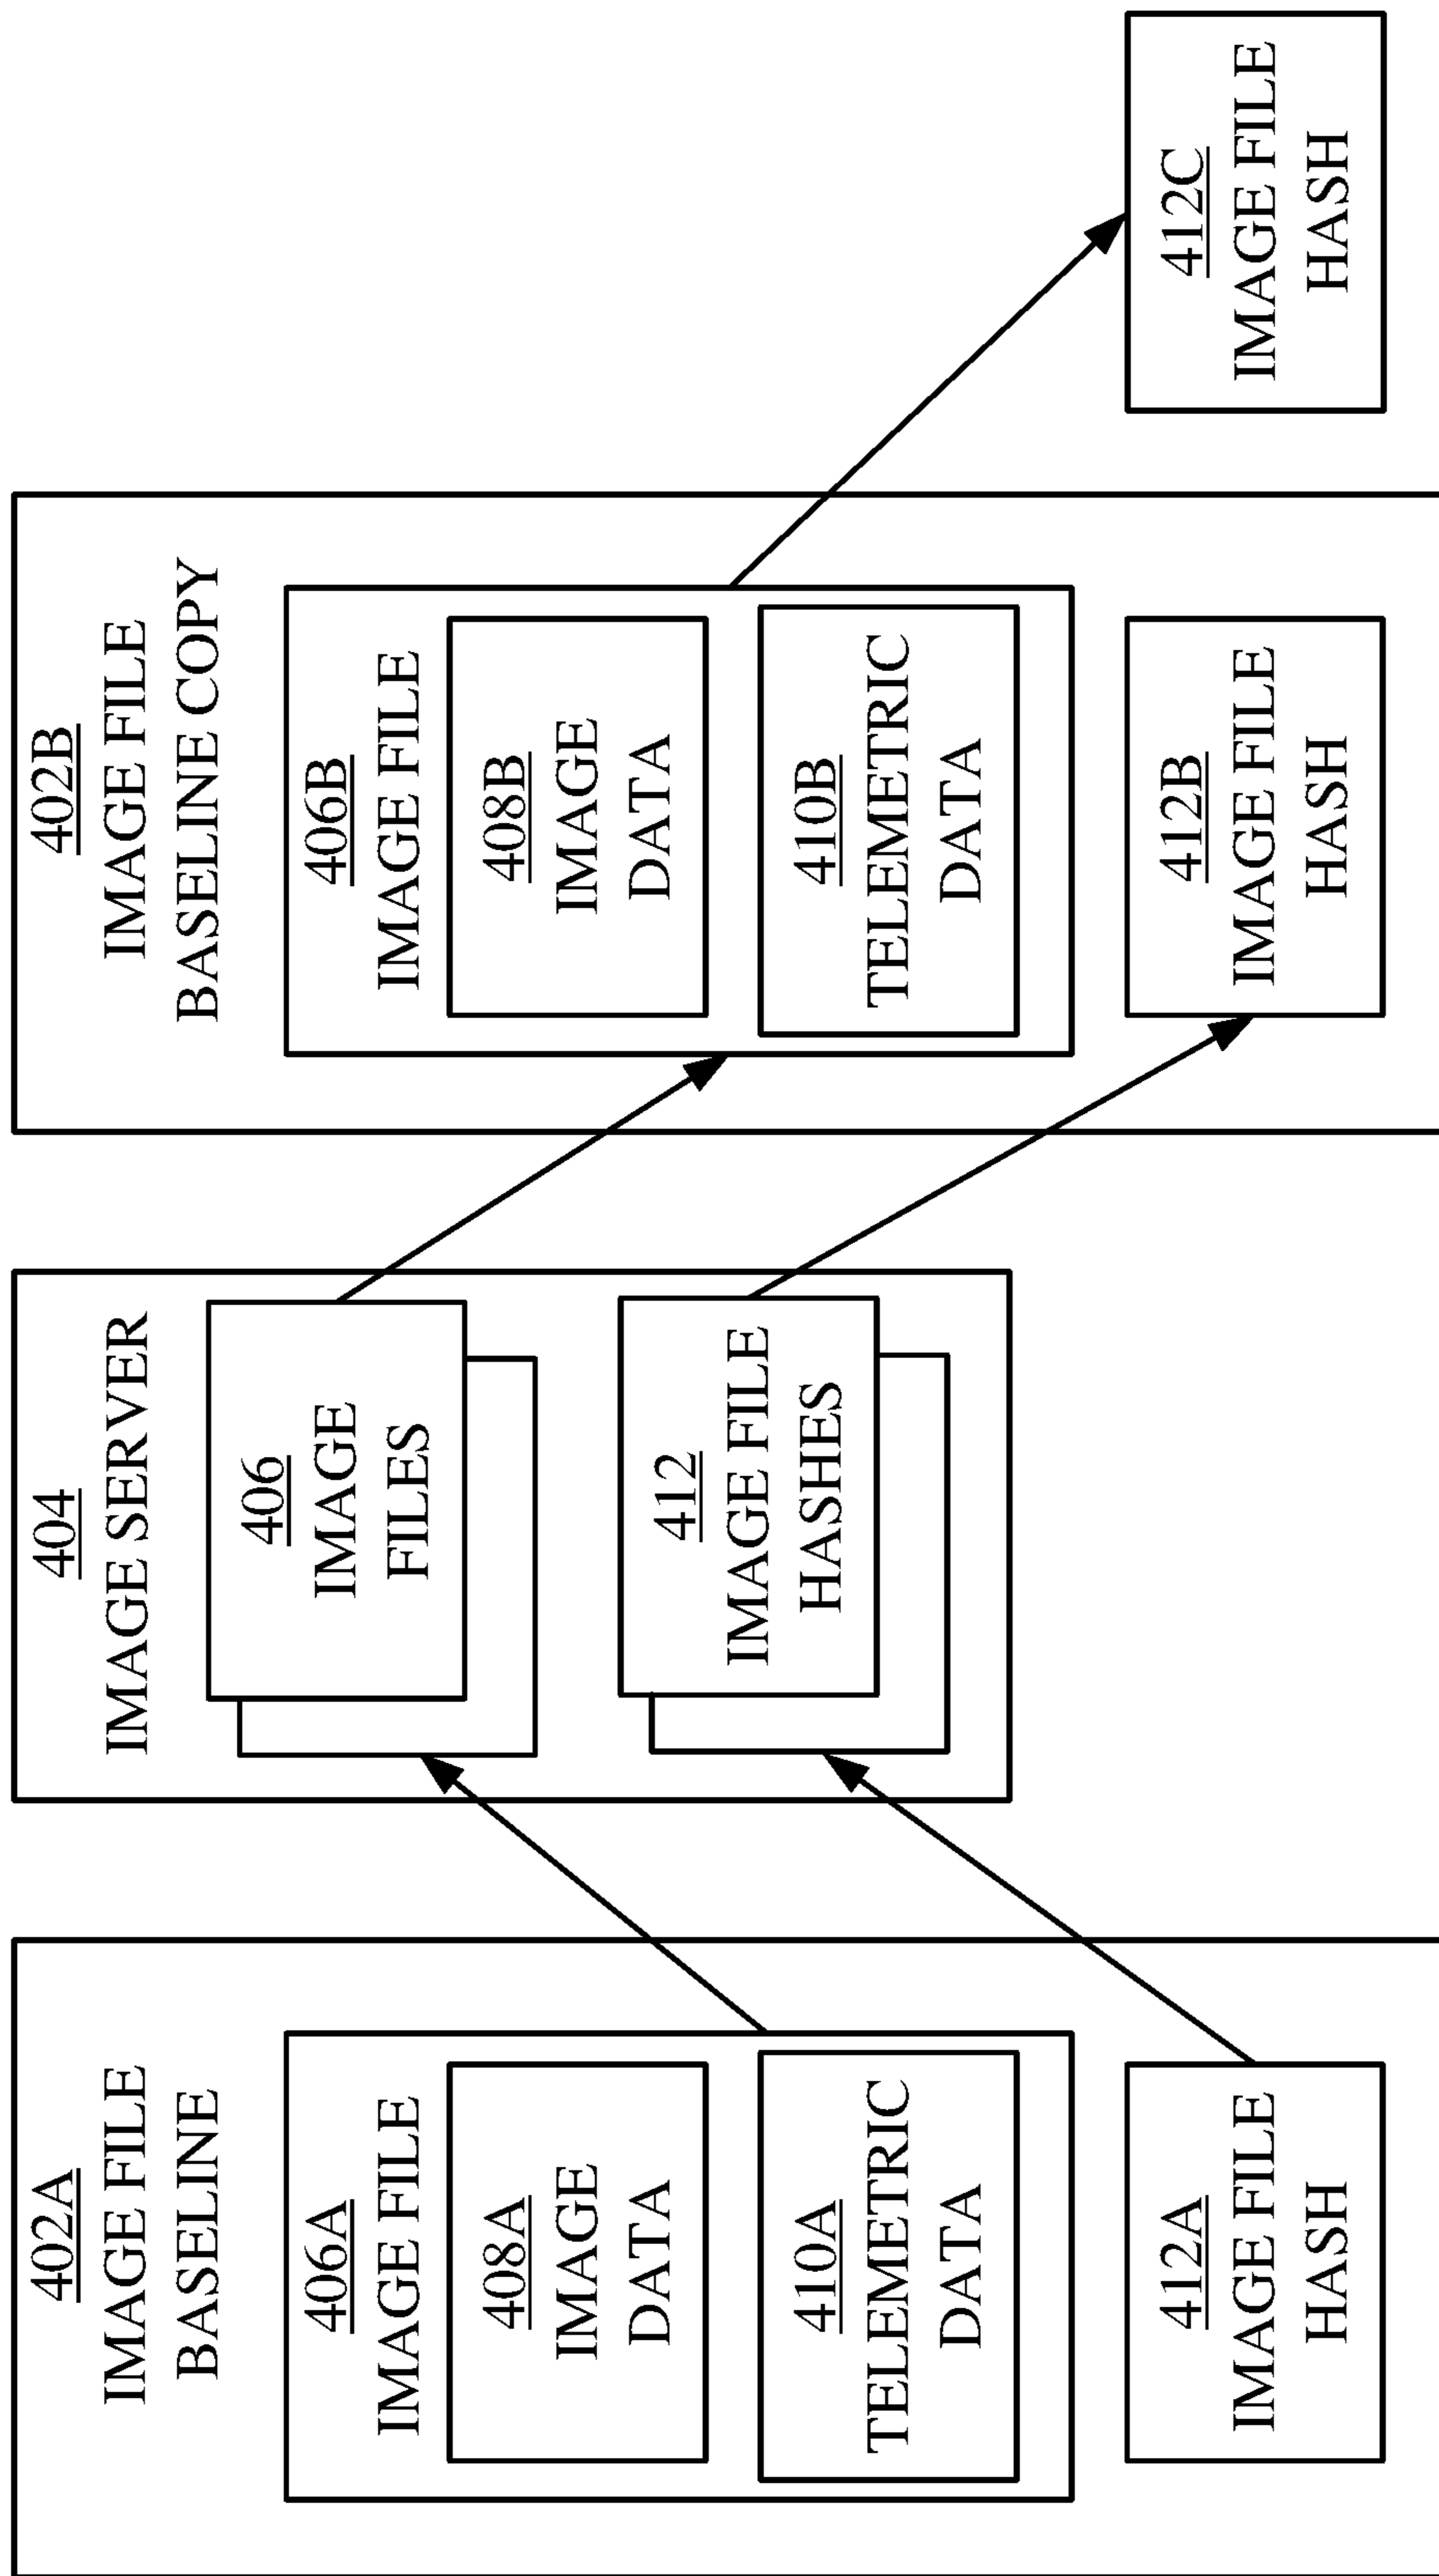 402A
IMAGE FILE
BASELINE
406A
IMAGE FILE
408A
IMAGE
DATA
410A
TELEMETRIC
DATA
412A
IMAGE FILE
HASH
404
IMAGE SERVER
406
IMAGE
FILES
412
IMAGE FILE
HASHES
402B
IMAGE FILE
BASELINE COPY
406B
IMAGE FILE
408B
IMAGE
DATA
410B
TELEMETRIC
DATA
412B
IMAGE FILE
HASH
412C
IMAGE FILE
HASH